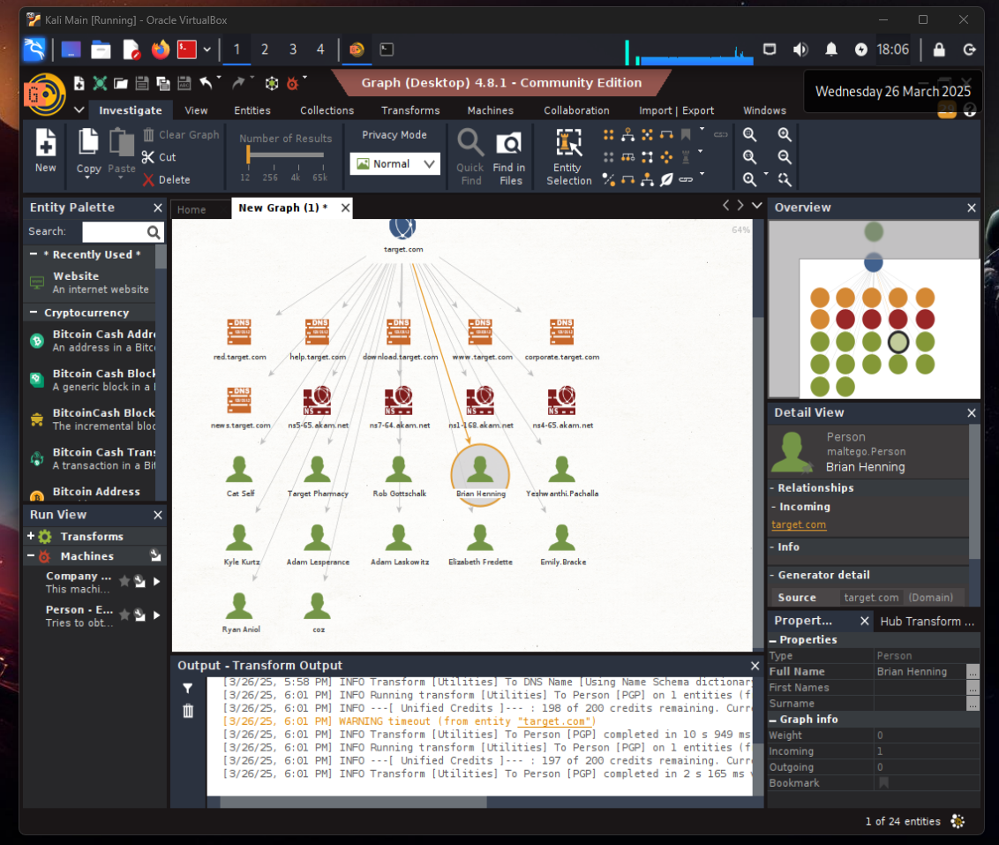 Kali Main [Running] - Oracle VirtualBox
1 2 3 4
18:06
Graph (Desktop) 4.8.1 - Community Edition
Wednesday 26 March 2025
Investigate View Entities Collections Transforms Machines Collaboration Import | Export Windows
New
Copy
Paste
Clear Graph
Cut
Delete
Number of Results
12 256 4k 65k
Privacy Mode
Normal
Quick
Find
Find in
Files
Entity
Selection
Entity Palette
Search:
* Recently Used *
Website
An internet website
Cryptocurrency
Bitcoin Cash Addr
An address in a Bitc
Bitcoin Cash Block
A generic block in a
BitcoinCash Block
The incremental bloc
Bitcoin Cash Trans
A transaction in a Bit
Bitcoin Address
Run View
+ Transforms
- Machines
Company ...
This machi...
Person - E...
Tries to obt...
Home
New Graph (1) *
64%
target.com
DNS DNS DNS DNS DNS
red.target.com help.target.com download.target.com www.target.com corporate.target.com
DNS NS NS NS NS
news.target.com ns5-65.akam.net ns7-64.akam.net ns1-168.akam.net ns4-65.akam.net
Cat Self Target Pharmacy Rob Gottschalk Brian Henning Yeshwanthi.Pachalla
Kyle Kurtz Adam Lesperance Adam Laskowitz Elizabeth Fredette Emily.Bracke
Ryan Aniol coz
Output - Transform Output
[3/26/25, 5:58 PM] INFO Transform [Utilities] To DNS Name [Using Name Schema dictionary
[3/26/25, 6:01 PM] INFO Running transform [Utilities] To Person [PGP] on 1 entities (f
[3/26/25, 6:01 PM] INFO ---[ Unified Credits ]--- : 198 of 200 credits remaining. Curr
[3/26/25, 6:01 PM] WARNING timeout (from entity "target.com")
[3/26/25, 6:01 PM] INFO Transform [Utilities] To Person [PGP] completed in 10 s 949 ms
[3/26/25, 6:01 PM] INFO Running transform [Utilities] To Person [PGP] on 1 entities (f
[3/26/25, 6:01 PM] INFO ---[ Unified Credits ]--- : 197 of 200 credits remaining. Curr
[3/26/25, 6:01 PM] INFO Transform [Utilities] To Person [PGP] completed in 2 s 165 ms
Overview
Detail View
Person
maltego.Person
Brian Henning
- Relationships
- Incoming
target.com
- Info
- Generator detail
Source target.com (Domain)
Propert...
Hub Transform ...
Properties
Type Person
Full Name Brian Henning
First Names
Surname
Graph info
Weight 0
Incoming 1
Outgoing 0
Bookmark
1 of 24 entities